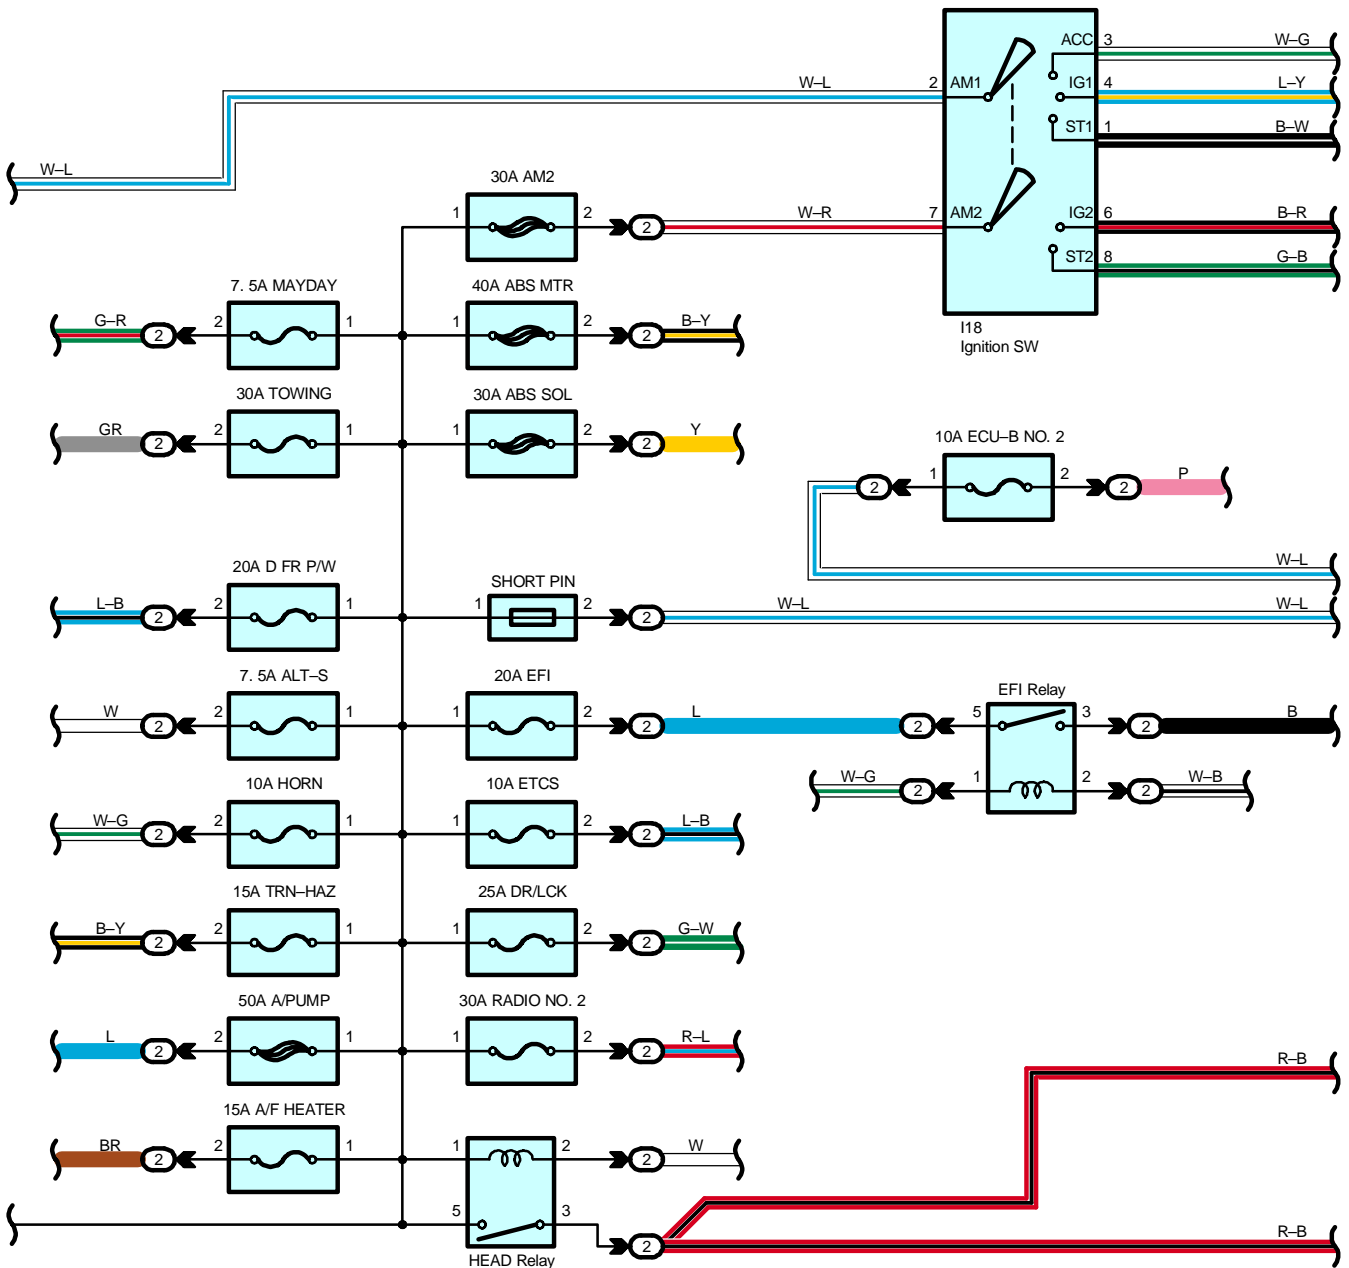 ACC 3 W–G
W–L 2 AM1 IG1 4 L–Y
ST1 1 B–W
W–L
30A AM2
1 2 2 W–R 7 AM2 IG2 6 B–R
ST2 8 G–B
7. 5A MAYDAY 40A ABS MTR
G–R 2 2 1 1 2 2 B–Y
I18
Ignition SW
30A TOWING 30A ABS SOL
GR 2 2 1 1 2 2 Y
10A ECU–B NO. 2
2 1 2 2 P
W–L
20A D FR P/W SHORT PIN
L–B 2 2 1 1 2 2 W–L W–L
7. 5A ALT–S 20A EFI EFI Relay
W 2 2 1 1 2 2 L 2 5 3 2 B
W–G 2 1 2 2 W–B
10A HORN 10A ETCS
W–G 2 2 1 1 2 2 L–B
15A TRN–HAZ 25A DR/LCK
B–Y 2 2 1 1 2 2 G–W
50A A/PUMP 30A RADIO NO. 2
L 2 2 1 1 2 2 R–L
R–B
15A A/F HEATER
BR 2 2 1 1 2 2 W
5 3
2 R–B
HEAD Relay